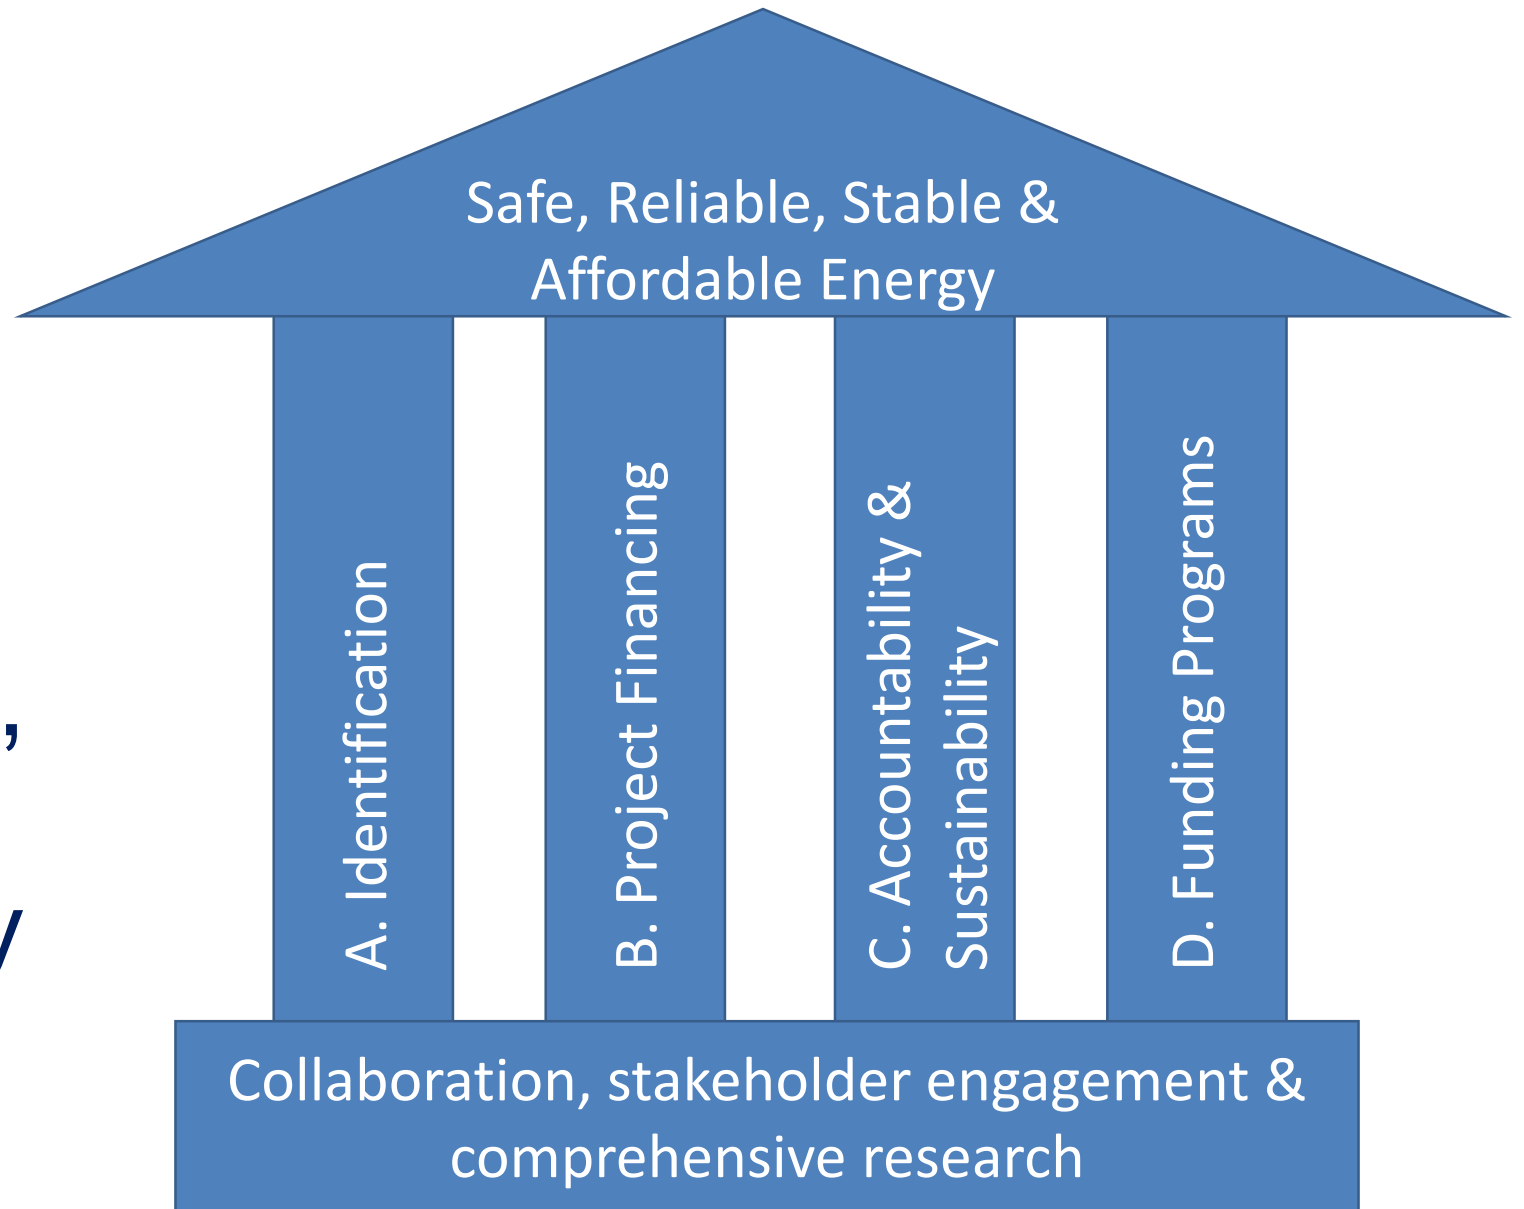 Safe, Reliable, Stable &
Affordable Energy
A. Identification
B. Project Financing
C. Accountability &
Sustainability
D. Funding Programs
,
y
Collaboration, stakeholder engagement &
comprehensive research